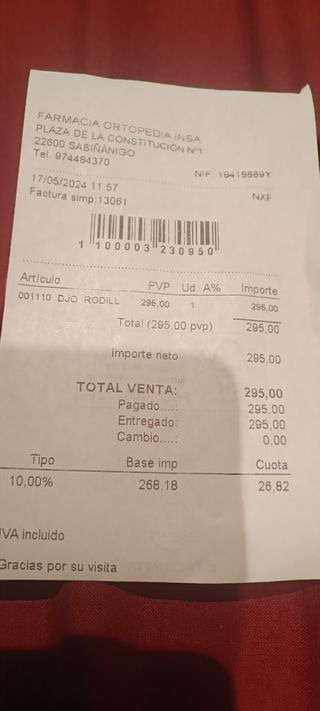 FARMACIA ORTOPEDIA INSA
PLAZA DE LA CONSTITUCIÓN Nº1
22600 SABIÑÁNIGO
Tel. 974484370
NIF 18418889Y
17/05/2024 11:57
NXF
Factura simp:13061
1 100003 230950
Artículo PVP Ud A% Importe
001110 DJO RODILL 295,00 1 295,00
Total (295.00 pvp) 295,00
Importe neto 295,00
TOTAL VENTA: 295,00
Pagado....: 295,00
Entregado: 295,00
Cambio....: 0,00
Tipo Base imp Cuota
10,00% 268,18 26,82
IVA incluido
Gracias por su visita